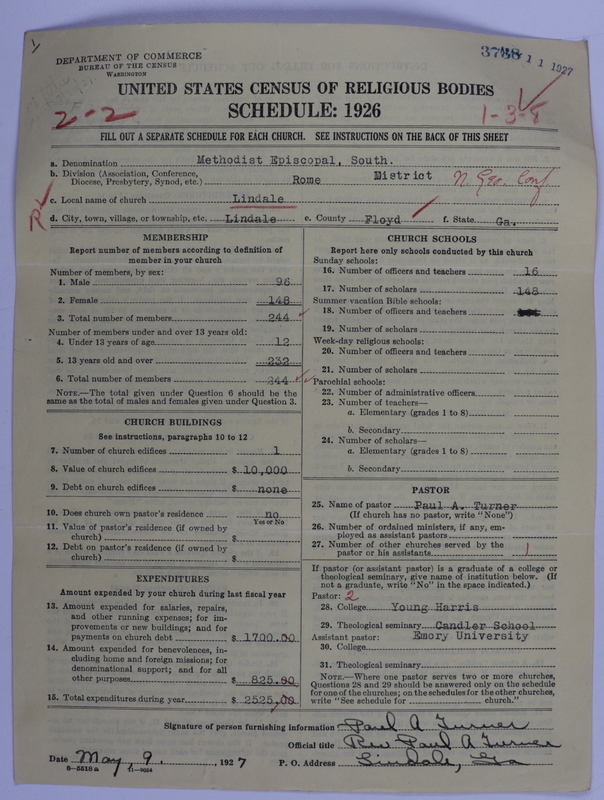 DEPARTMENT OF COMMERCE
BUREAU OF THE CENSUS
WASHINGTON
11 1927
UNITED STATES CENSUS OF RELIGIOUS BODIES
SCHEDULE: 1926
2-2
1-3-8
FILL OUT A SEPARATE SCHEDULE FOR EACH CHURCH. SEE INSTRUCTIONS ON THE BACK OF THIS SHEET
a. Denomination Methodist Episcopal, South.
b. Division (Association, Conference, Diocese, Presbytery, Synod, etc.) Rome District N. Geo. Conf
c. Local name of church Lindale
d. City, town, village, or township, etc. Lindale e. County Floyd f. State Ga.
MEMBERSHIP
Report number of members according to definition of
member in your church
Number of members, by sex:
1. Male 96
2. Female 148
3. Total number of members 244
Number of members under and over 13 years old:
4. Under 13 years of age 12
5. 13 years old and over 232
6. Total number of members 244
NOTE.—The total given under Question 6 should be the
same as the total of males and females given under Question 3.
CHURCH BUILDINGS
See instructions, paragraphs 10 to 12
7. Number of church edifices 1
8. Value of church edifices $ 10,000
9. Debt on church edifices $ none
10. Does church own pastor's residence no
Yes or No
11. Value of pastor's residence (if owned by
church) $
12. Debt on pastor's residence (if owned by
church) $
EXPENDITURES
Amount expended by your church during last fiscal year
13. Amount expended for salaries, repairs,
and other running expenses; for im-
provements or new buildings; and for
payments on church debt $ 1700.00
14. Amount expended for benevolences, in-
cluding home and foreign missions; for
denominational support; and for all
other purposes $ 825.00
15. Total expenditures during year $ 2525.00
CHURCH SCHOOLS
Report here only schools conducted by this church
Sunday schools:
16. Number of officers and teachers 16
17. Number of scholars 148
Summer vacation Bible schools:
18. Number of officers and teachers
19. Number of scholars
Week-day religious schools:
20. Number of officers and teachers
21. Number of scholars
Parochial schools:
22. Number of administrative officers
23. Number of teachers—
a. Elementary (grades 1 to 8)
b. Secondary
24. Number of scholars—
a. Elementary (grades 1 to 8)
b. Secondary
PASTOR
25. Name of pastor Paul A. Turner
(If church has no pastor, write "None")
26. Number of ordained ministers, if any, em-
ployed as assistant pastors
27. Number of other churches served by the
pastor or his assistants 1
If pastor (or assistant pastor) is a graduate of a college or
theological seminary, give name of institution below. (If
not a graduate, write "No" in the space indicated.)
Pastor: 2
28. College Young Harris
29. Theological seminary Candler School
Assistant pastor: Emory University
30. College
31. Theological seminary
NOTE.—Where one pastor serves two or more churches,
Questions 28 and 29 should be answered only on the schedule
for one of the churches; on the schedules for the other churches,
write "See schedule for church."
Signature of person furnishing information Paul A Turner
Official title Rev Paul A Turner
Date May, 9. , 1927 P. O. Address Lindale, Ga
6—5518a 11—9034